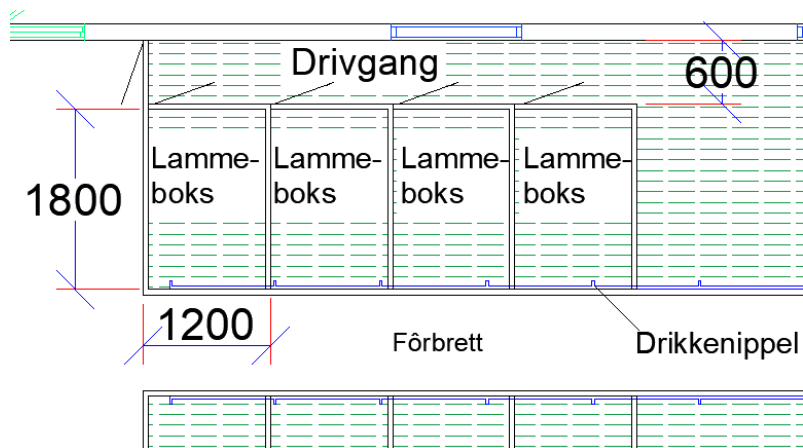 Drivgang
600
Lamme-
boks
Lamme-
boks
Lamme-
boks
Lamme-
boks
1800
1200
Fôrbrett
Drikkenippel